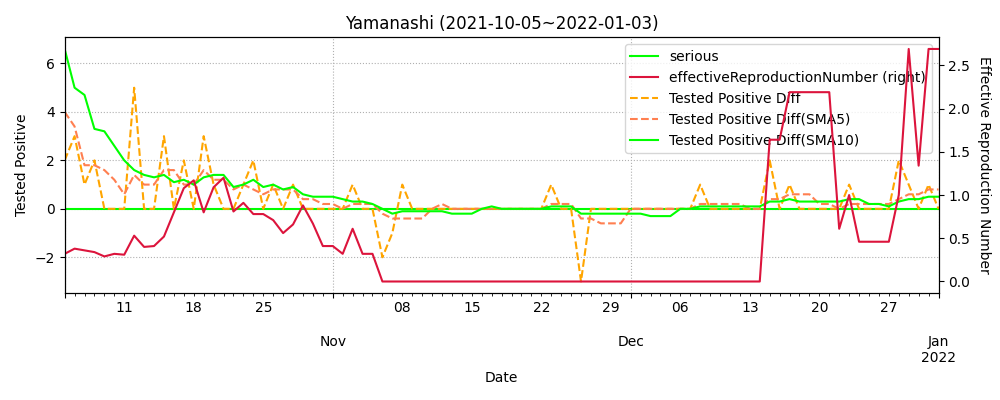 Yamanashi (2021-10-05~2022-01-03)
serious
effectiveReproductionNumber (right)
Tested Positive Diff
Tested Positive Diff(SMA5)
Tested Positive Diff(SMA10)
Tested Positive
6
4
2
0
−2
2.5
2.0
1.5
1.0
0.5
0.0
Effective Reproduction Number
11 18 25 08 15 22 29 06 13 20 27
Nov Dec Jan
2022
Date